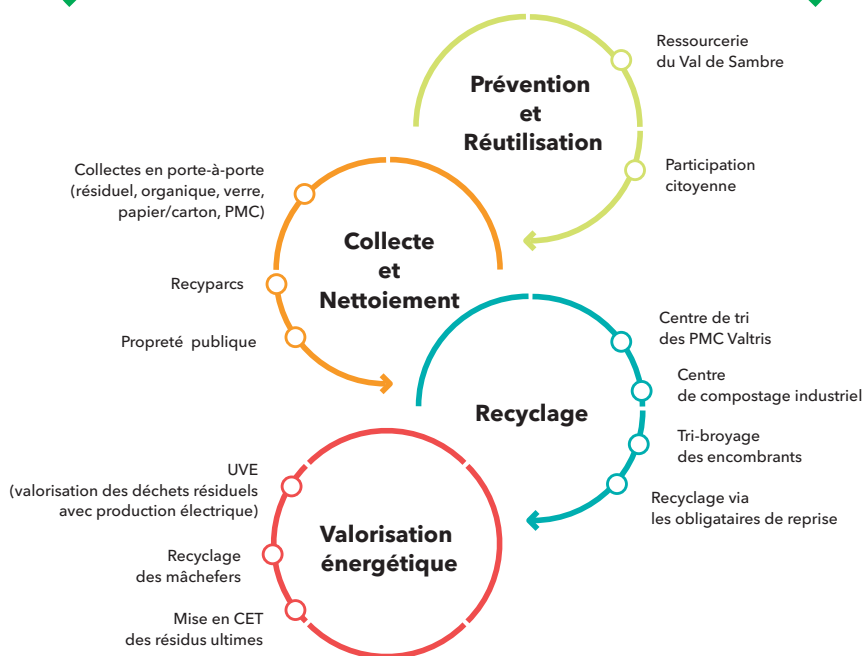 Prévention
et
Réutilisation
Ressourcerie
du Val de Sambre
Participation
citoyenne
Collecte
et
Nettoiement
Collectes en porte-à-porte
(résiduel, organique, verre,
papier/carton, PMC)
Recyparcs
Propreté publique
Recyclage
Centre de tri
des PMC Valtris
Centre
de compostage industriel
Tri-broyage
des encombrants
Recyclage via
les obligataires de reprise
Valorisation
énergétique
UVE
(valorisation des déchets résiduels
avec production électrique)
Recyclage
des mâchefers
Mise en CET
des résidus ultimes